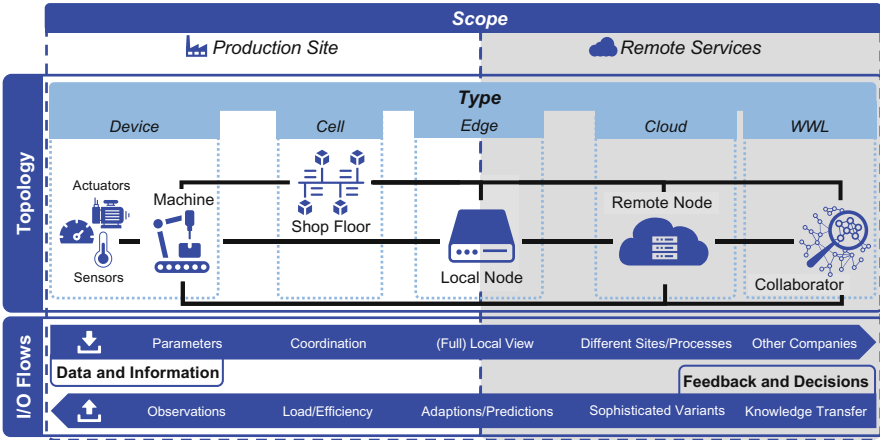 Scope
Production Site
Remote Services
Topology
Type
Device
Cell
Edge
Cloud
WWL
Actuators
Machine
Sensors
Shop Floor
Local Node
Remote Node
Collaborator
I/O Flows
Parameters
Coordination
(Full) Local View
Different Sites/Processes
Other Companies
Data and Information
Feedback and Decisions
Observations
Load/Efficiency
Adaptions/Predictions
Sophisticated Variants
Knowledge Transfer